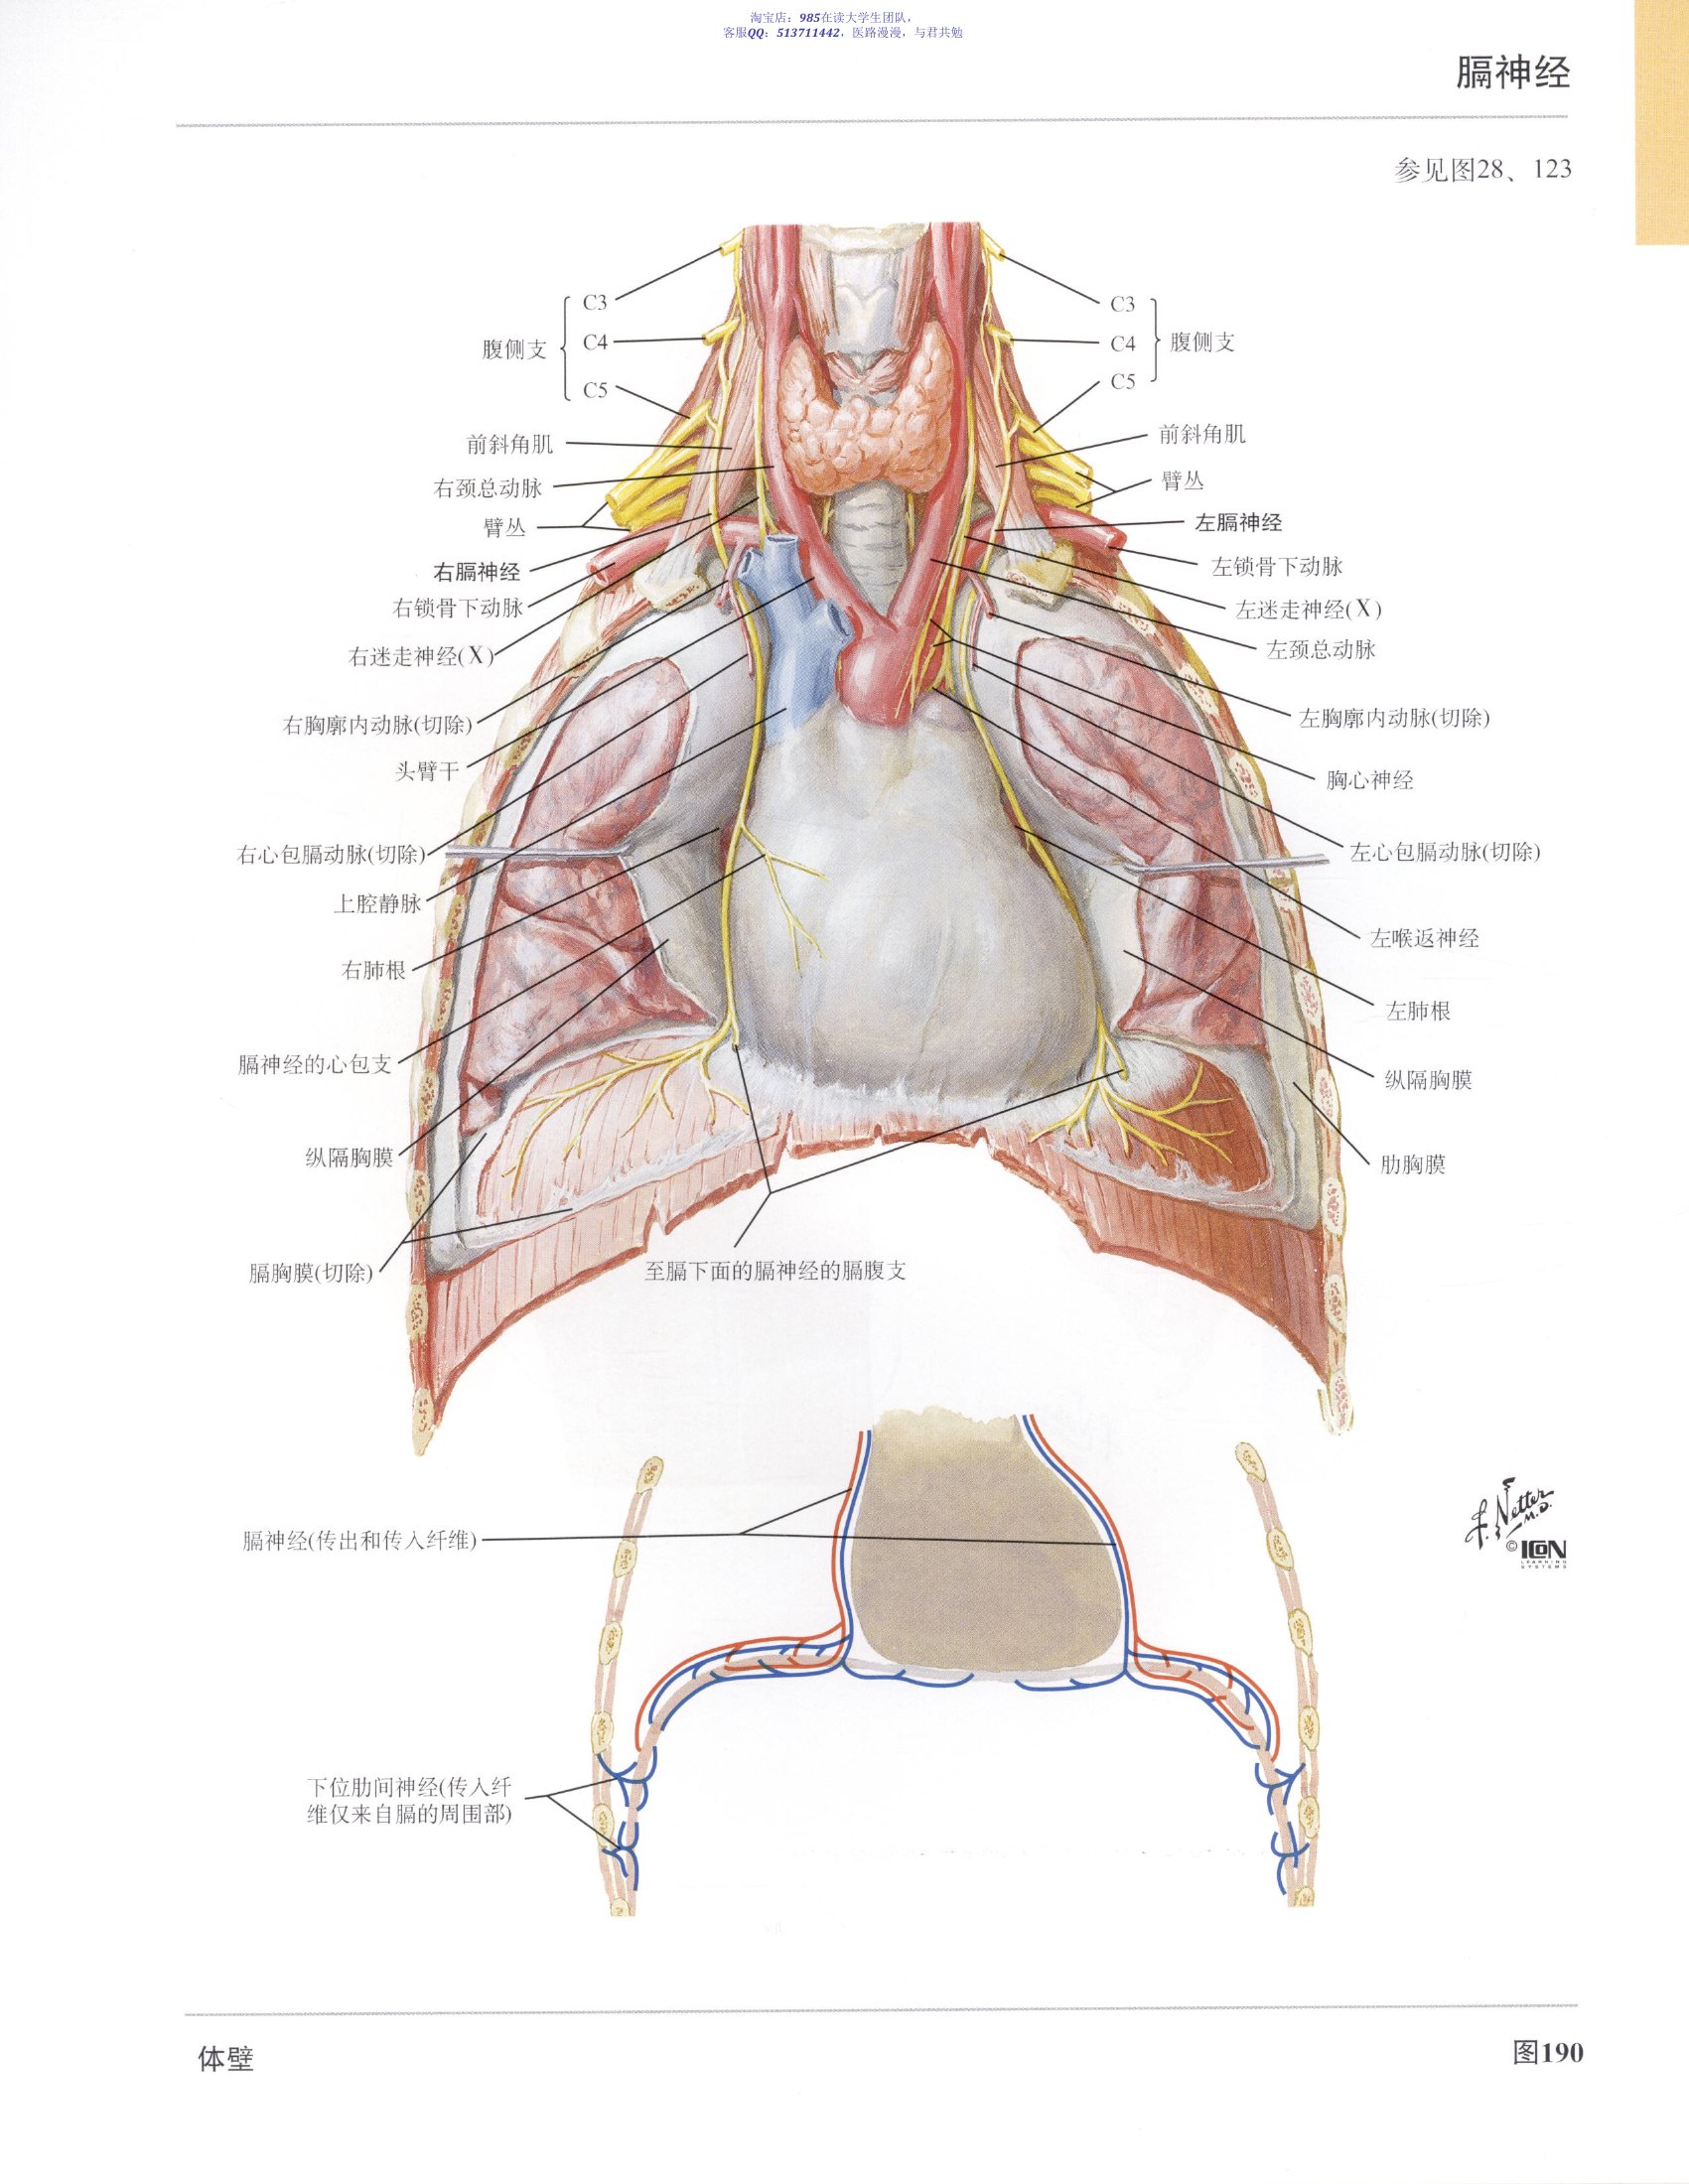 淘宝店：985在读大学生团队，
客服QQ：513711442，医路漫漫，与君共勉
膈神经
参见图28、123
C3
C4
C5
腹侧支
前斜角肌
右颈总动脉
臂丛
右膈神经
右锁骨下动脉
右迷走神经(X)
右胸廓内动脉(切除)
头臂干
右心包膈动脉(切除)
上腔静脉
右肺根
膈神经的心包支
纵隔胸膜
膈胸膜(切除)
C3
C4
C5
腹侧支
前斜角肌
臂丛
左膈神经
左锁骨下动脉
左迷走神经(X)
左颈总动脉
左胸廓内动脉(切除)
胸心神经
左心包膈动脉(切除)
左喉返神经
左肺根
纵隔胸膜
肋胸膜
至膈下面的膈神经的膈腹支
膈神经(传出和传入纤维)
下位肋间神经(传入纤
维仅来自膈的周围部)
F. Netter
M.D.
© ICON
LEARNING
SYSTEMS
体壁
图190